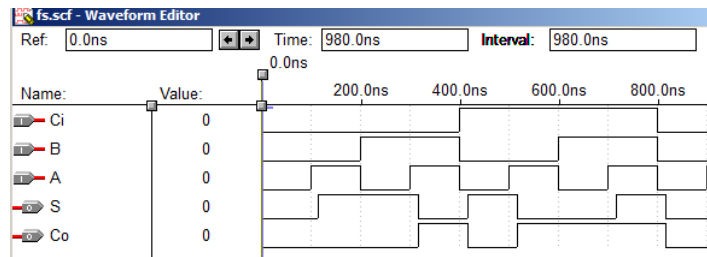 fs.scf - Waveform Editor
Ref: 0.0ns Time: 980.0ns Interval: 980.0ns
0.0ns
Name: Value: 200.0ns 400.0ns 600.0ns 800.0ns
I Ci 0
I B 0
I A 0
O S 0
O Co 0